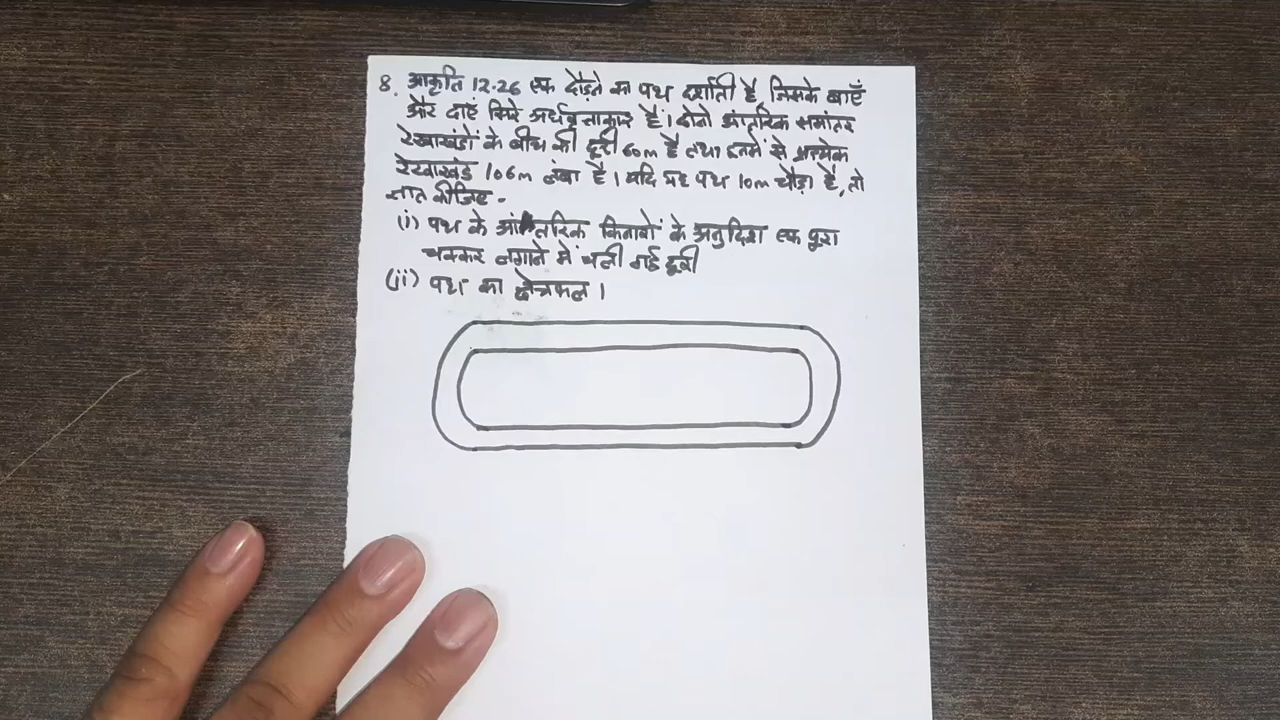 8. आकृति 12.26 एक दौड़ने का पथ दर्शाती है जिसके बाएँ
और दाएँ सिरे अर्धवृत्ताकार हैं। दोनो आंतरिक समांतर
रेखाखंडों के बीच की दूरी 60m है तथा इनमें से प्रत्येक
रेखाखंड 106m लंबा है। यदि यह पथ 10m चौड़ा है, तो
ज्ञात कीजिए -
(i) पथ के आंतरिक किनारों के अनुदिश एक पूरा
चक्कर लगाने में चली गई दूरी
(ii) पथ का क्षेत्रफल।